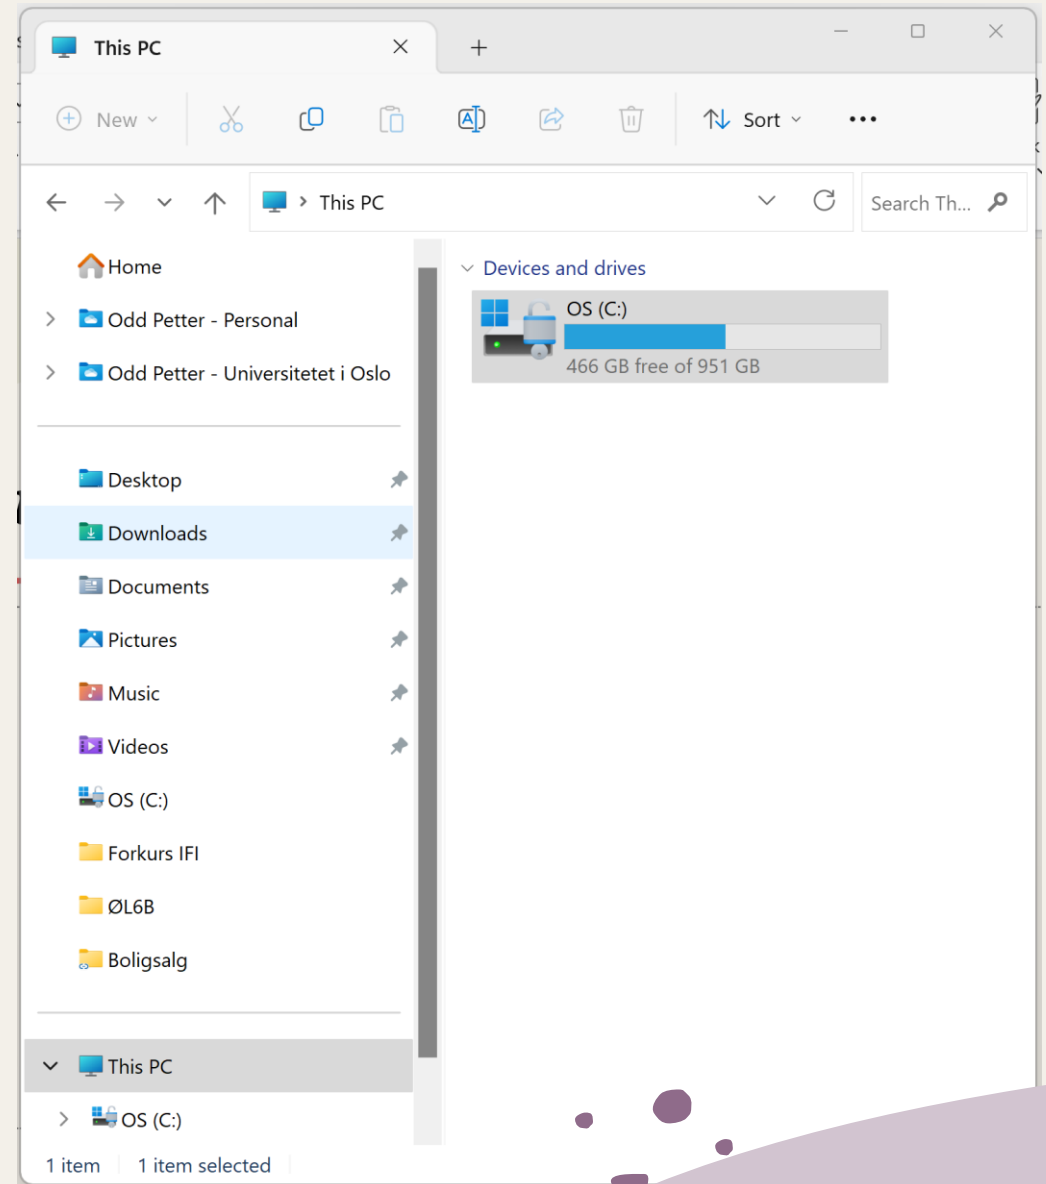 This PC
New
Sort
This PC
Search Th...
Home
Odd Petter - Personal
Odd Petter - Universitetet i Oslo
Desktop
Downloads
Documents
Pictures
Music
Videos
OS (C:)
Forkurs IFI
ØL6B
Boligsalg
This PC
OS (C:)
Devices and drives
OS (C:)
466 GB free of 951 GB
1 item
1 item selected